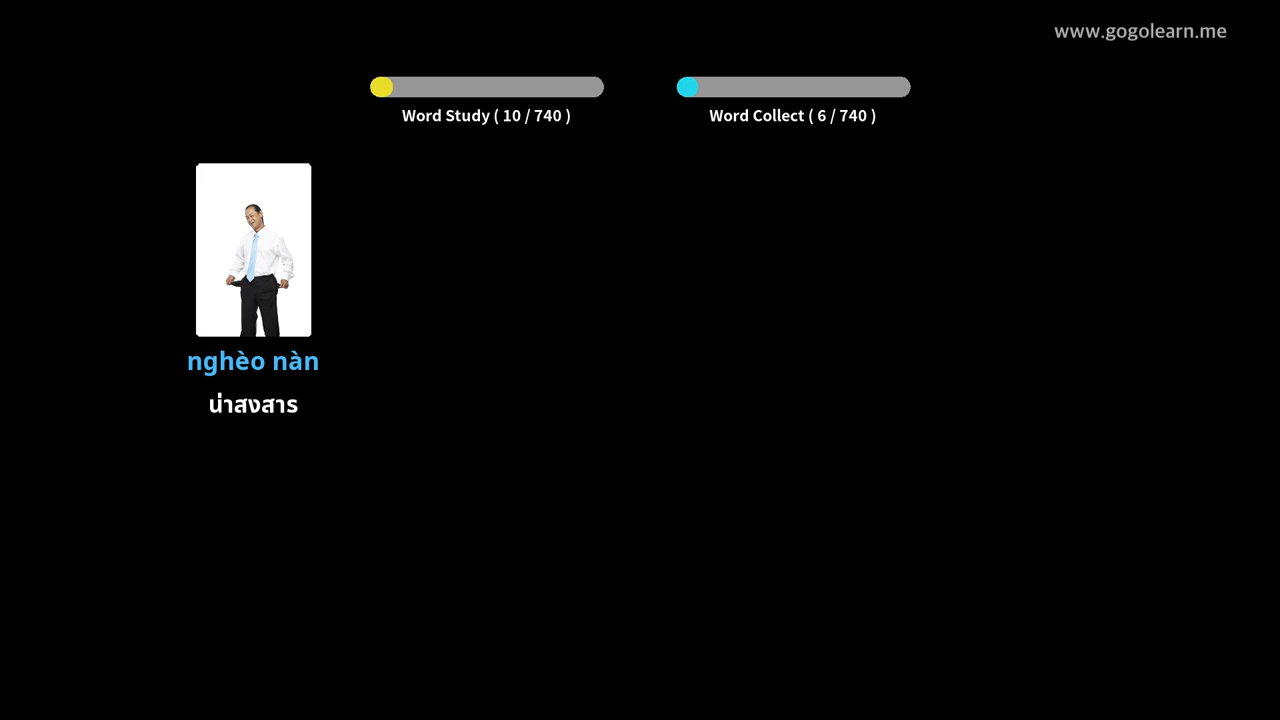 www.gogolearn.me
Word Study ( 10 / 740 )
Word Collect ( 6 / 740 )
nghèo nàn
น่าสงสาร